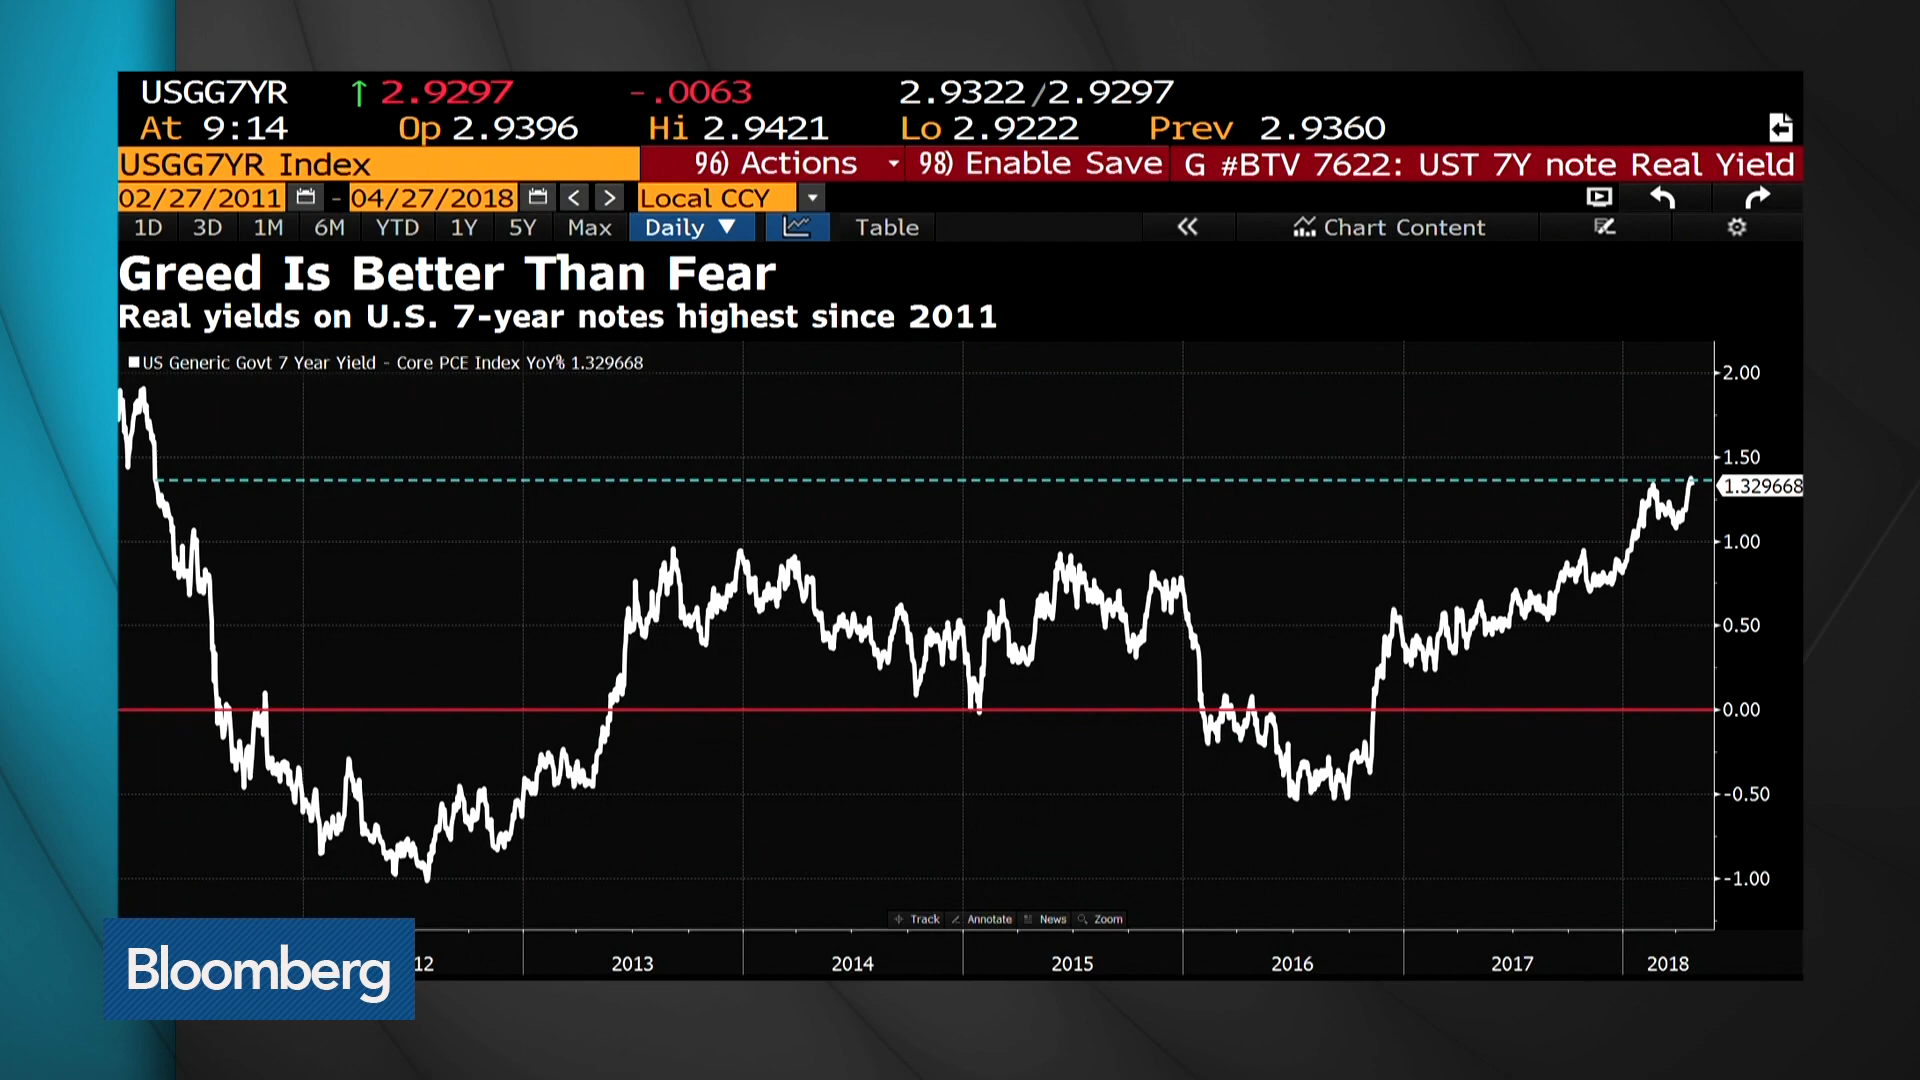 USGG7YR ↑ 2.9297 -.0063 2.9322/2.9297
At 9:14 Op 2.9396 Hi 2.9421 Lo 2.9222 Prev 2.9360
USGG7YR Index 96) Actions 98) Enable Save G #BTV 7622: UST 7Y note Real Yield
02/27/2011 - 04/27/2018 < > Local CCY
1D 3D 1M 6M YTD 1Y 5Y Max Daily ▼ Table « Chart Content
Greed Is Better Than Fear
Real yields on U.S. 7-year notes highest since 2011
US Generic Govt 7 Year Yield - Core PCE Index YoY% 1.329668
2.00
1.50
1.329668
1.00
0.50
0.00
-0.50
-1.00
Track Annotate News Zoom
12 2013 2014 2015 2016 2017 2018
Bloomberg